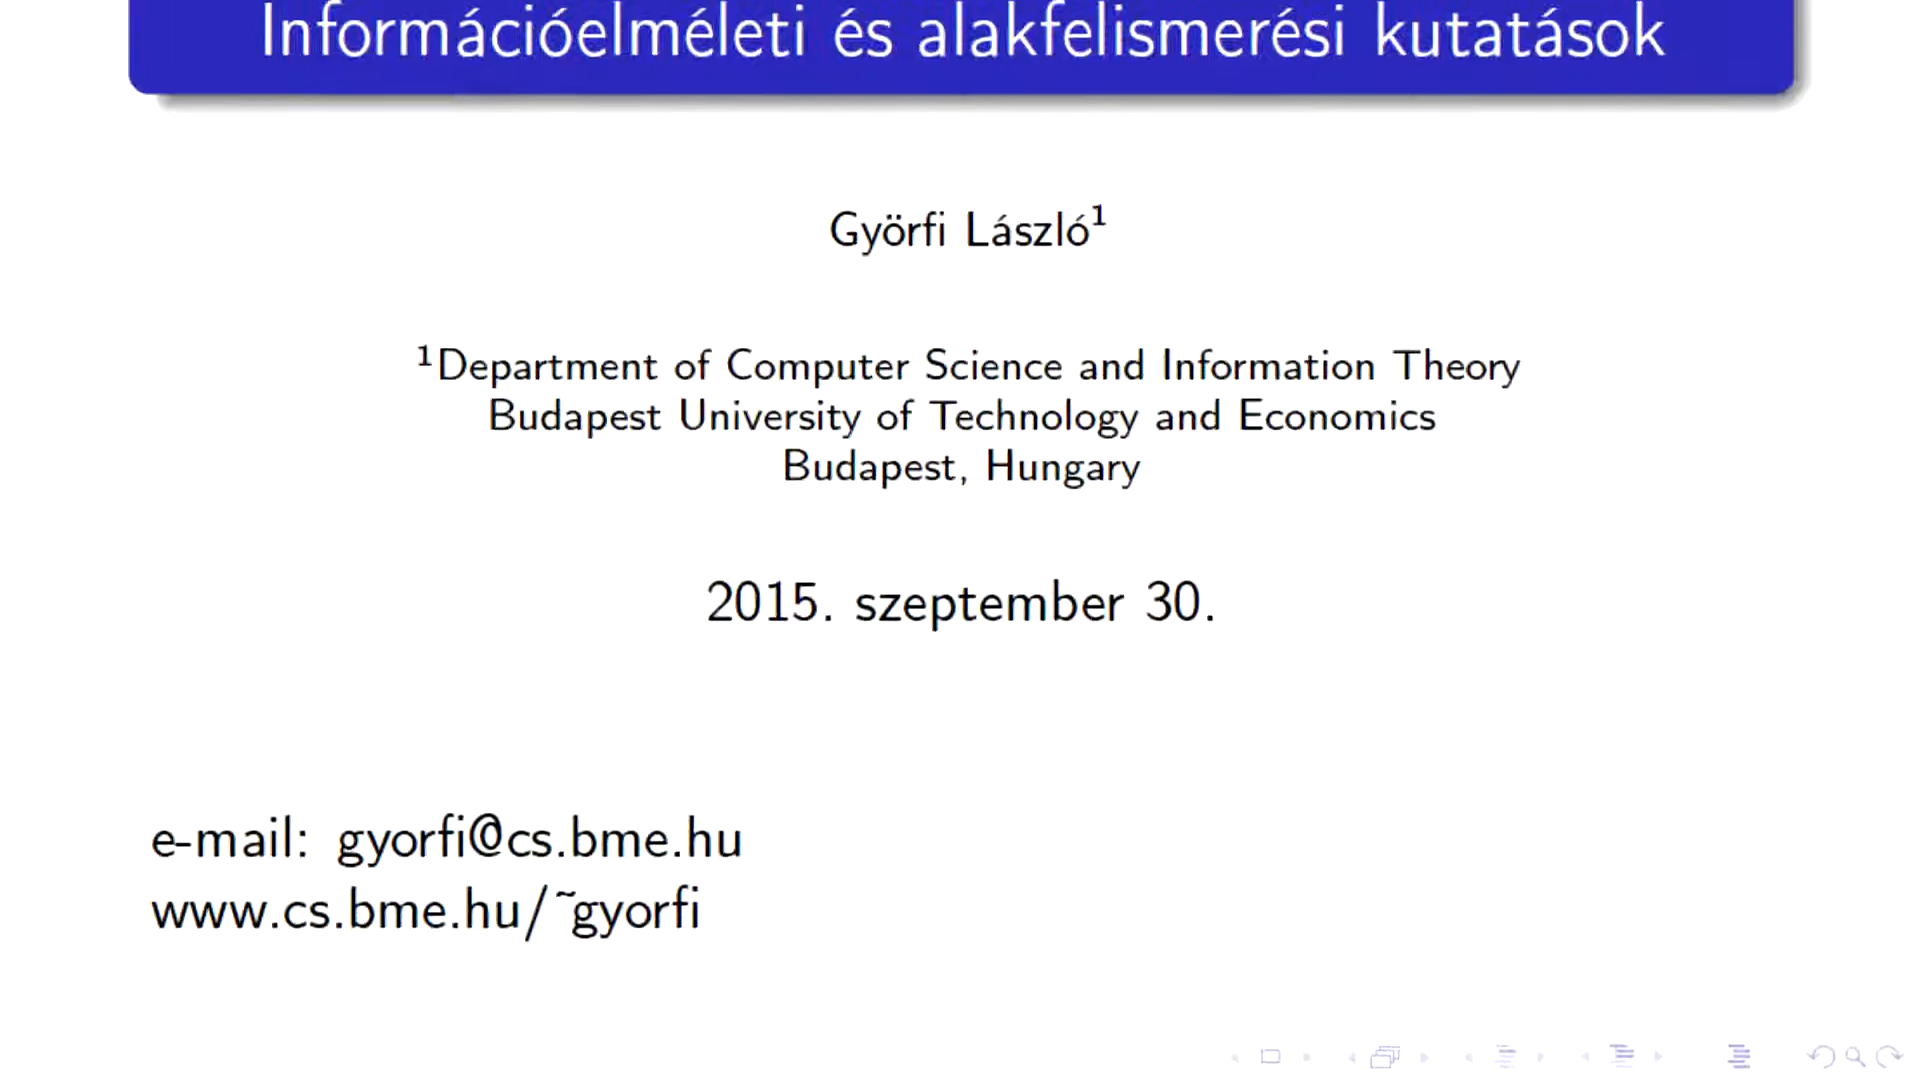 Információelméleti és alakfelismerési kutatások
Györfi László¹
¹Department of Computer Science and Information Theory
Budapest University of Technology and Economics
Budapest, Hungary
2015. szeptember 30.
e-mail: gyorfi@cs.bme.hu
www.cs.bme.hu/˜gyorfi